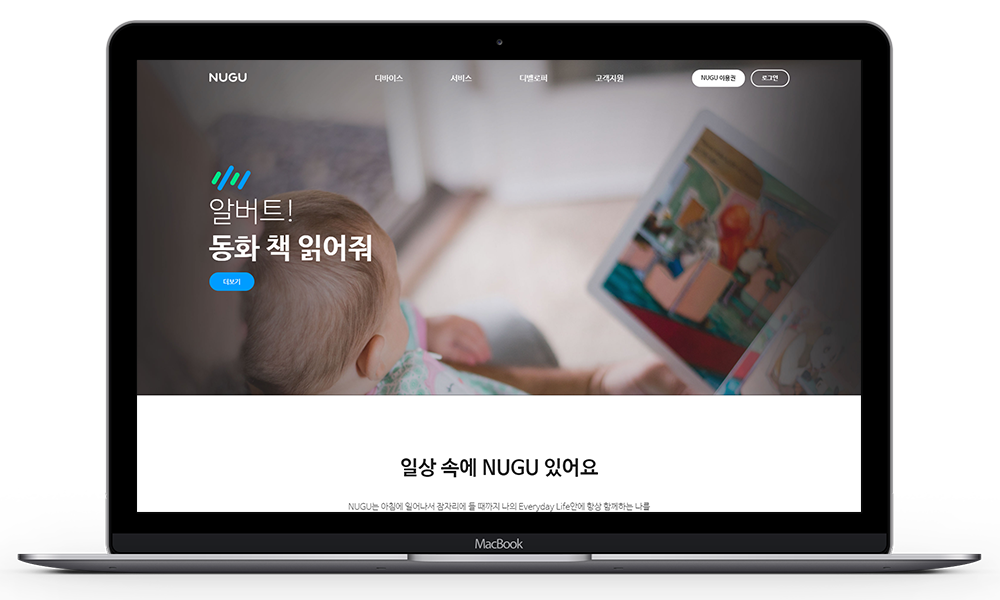 NUGU 디바이스 서비스 디벨로퍼 고객지원 NUGU 이용권 로그인
알버트!
동화 책 읽어줘
더보기
일상 속에 NUGU 있어요
NUGU는 아침에 일어나서 잠자리에 들 때까지 나의 Everyday Life안에 항상 함께하는 나를
MacBook